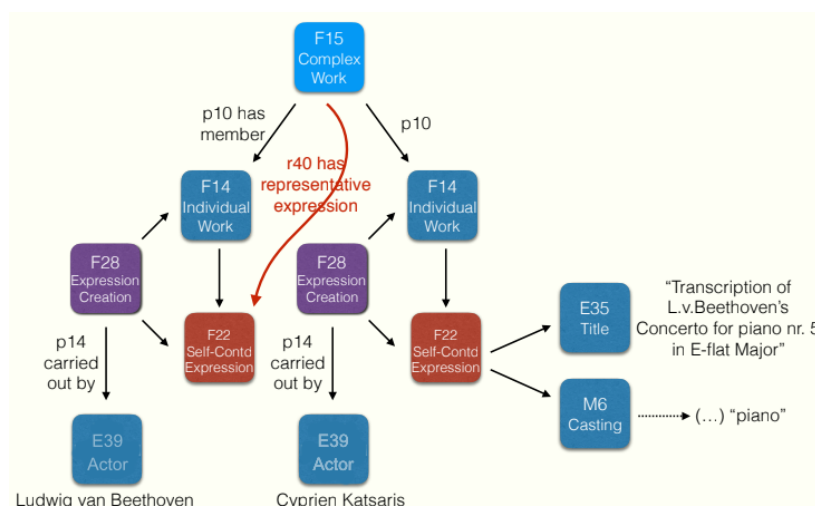 F15
Complex
Work
p10 has
member
p10
r40 has
representative
expression
F14
Individual
Work
F14
Individual
Work
F28
Expression
Creation
F28
Expression
Creation
F22
Self-Contd
Expression
F22
Self-Contd
Expression
p14
carried
out by
p14
carried
out by
E35
Title
“Transcription of
L.v.Beethoven’s
Concerto for piano nr. 5
in E-flat Major”
M6
Casting
(…) “piano”
E39
Actor
E39
Actor
Ludwig van Beethoven
Cyprien Katsaris